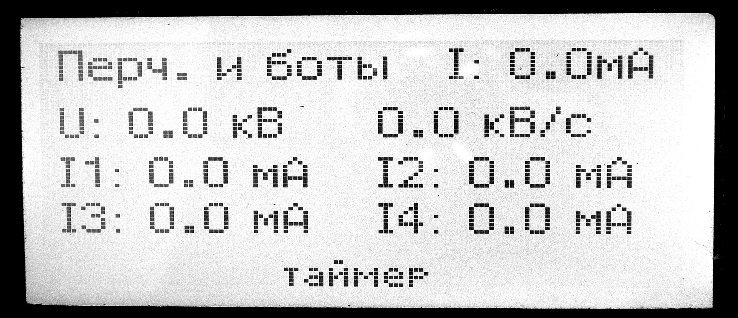 Перч. и боты I: 0.0мА
U: 0.0 кВ 0.0 кВ/с
I1: 0.0 мА I2: 0.0 мА
I3: 0.0 мА I4: 0.0 мА
таймер